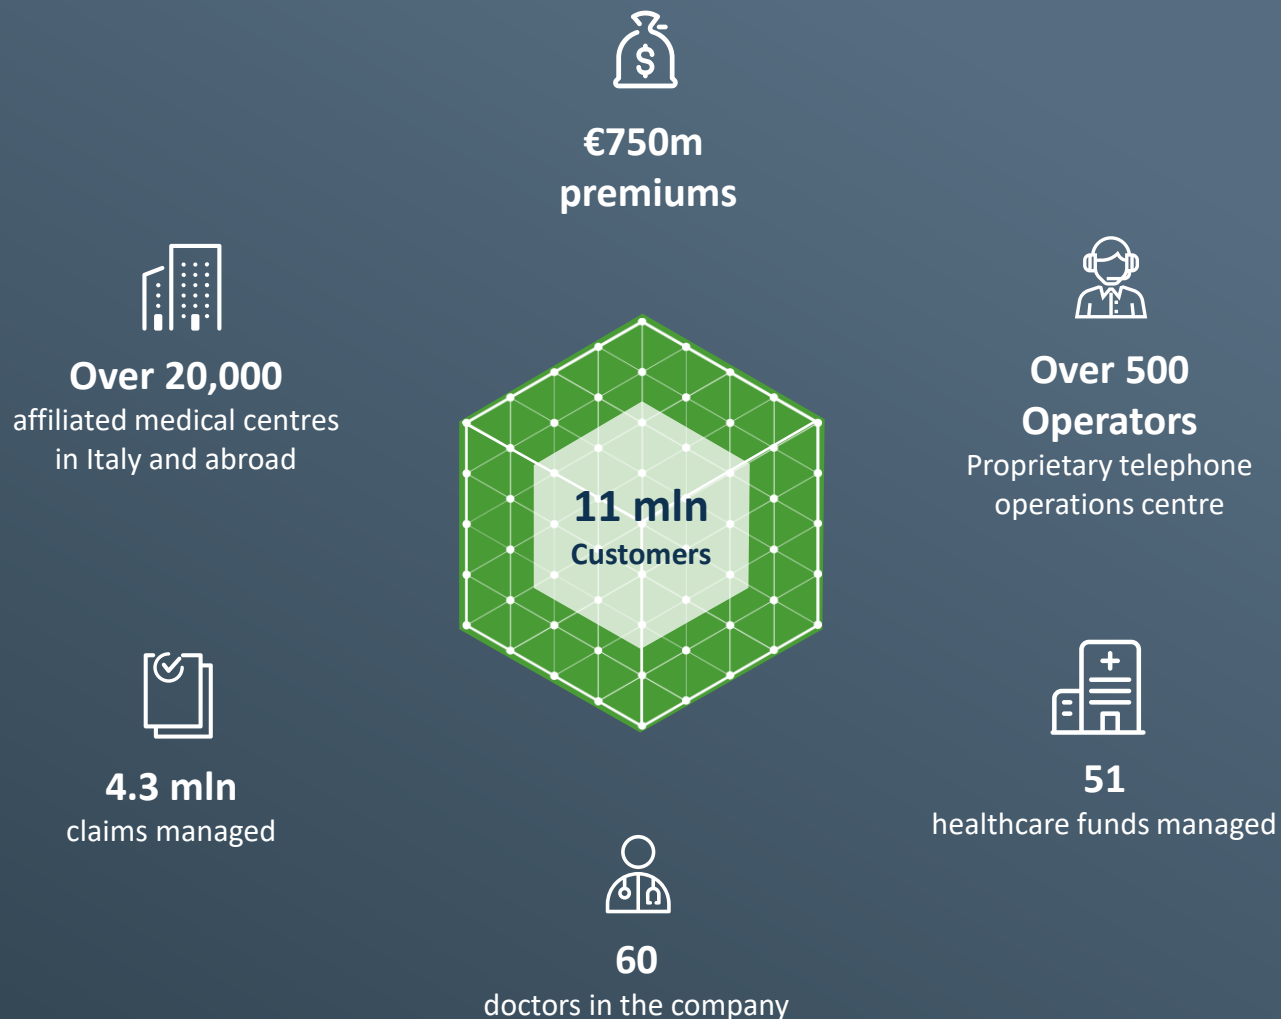 €750m
premiums
Over 20,000
affiliated medical centres
in Italy and abroad
Over 500
Operators
Proprietary telephone
operations centre
11 mln
Customers
4.3 mln
claims managed
51
healthcare funds managed
60
doctors in the company